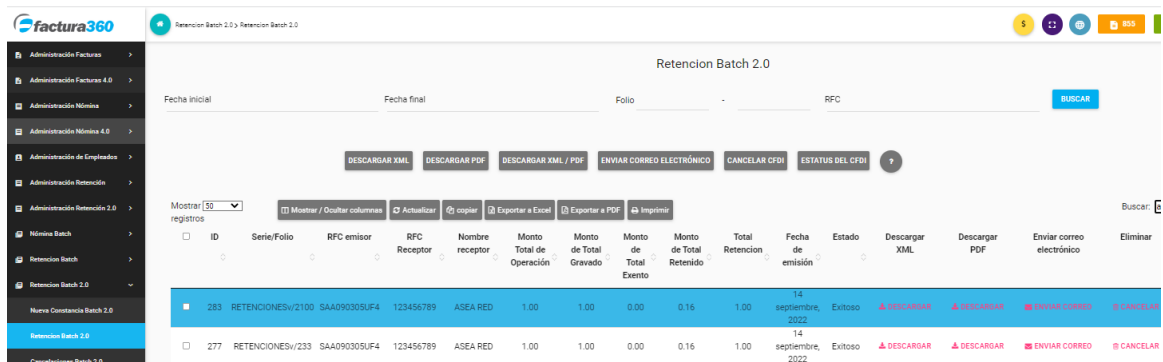 factura360
Retencion Batch 2.0 > Retencion Batch 2.0
$
855
Administración Facturas
Administración Facturas 4.0
Administración Nómina
Administración Nómina 4.0
Administración de Empleados
Administración Retención
Administración Retención 2.0
Nómina Batch
Retencion Batch
Retencion Batch 2.0
Nueva Constancia Batch 2.0
Retencion Batch 2.0
Cancelaciones Batch 2.0
Retencion Batch 2.0
Fecha inicial Fecha final Folio - RFC BUSCAR
DESCARGAR XML DESCARGAR PDF DESCARGAR XML / PDF ENVIAR CORREO ELECTRÓNICO CANCELAR CFDI ESTATUS DEL CFDI ?
Mostrar 50 registros
Mostrar / Ocultar columnas Actualizar copiar Exportar a Excel Exportar a PDF Imprimir
Buscar:
ID Serie/Folio RFC emisor RFC Receptor Nombre receptor Monto Total de Operación Monto de Total Gravado Monto de Total Exento Monto de Total Retenido Total Retencion Fecha de emisión Estado Descargar XML Descargar PDF Enviar correo electrónico Eliminar
283 RETENCIONESv/2100 SAA090305UF4 123456789 ASEA RED 1.00 1.00 0.00 0.16 1.00 14 septiembre, 2022 Exitoso DESCARGAR DESCARGAR ENVIAR CORREO CANCELAR
277 RETENCIONESv/233 SAA090305UF4 123456789 ASEA RED 1.00 1.00 0.00 0.16 1.00 14 septiembre, 2022 Exitoso DESCARGAR DESCARGAR ENVIAR CORREO CANCELAR